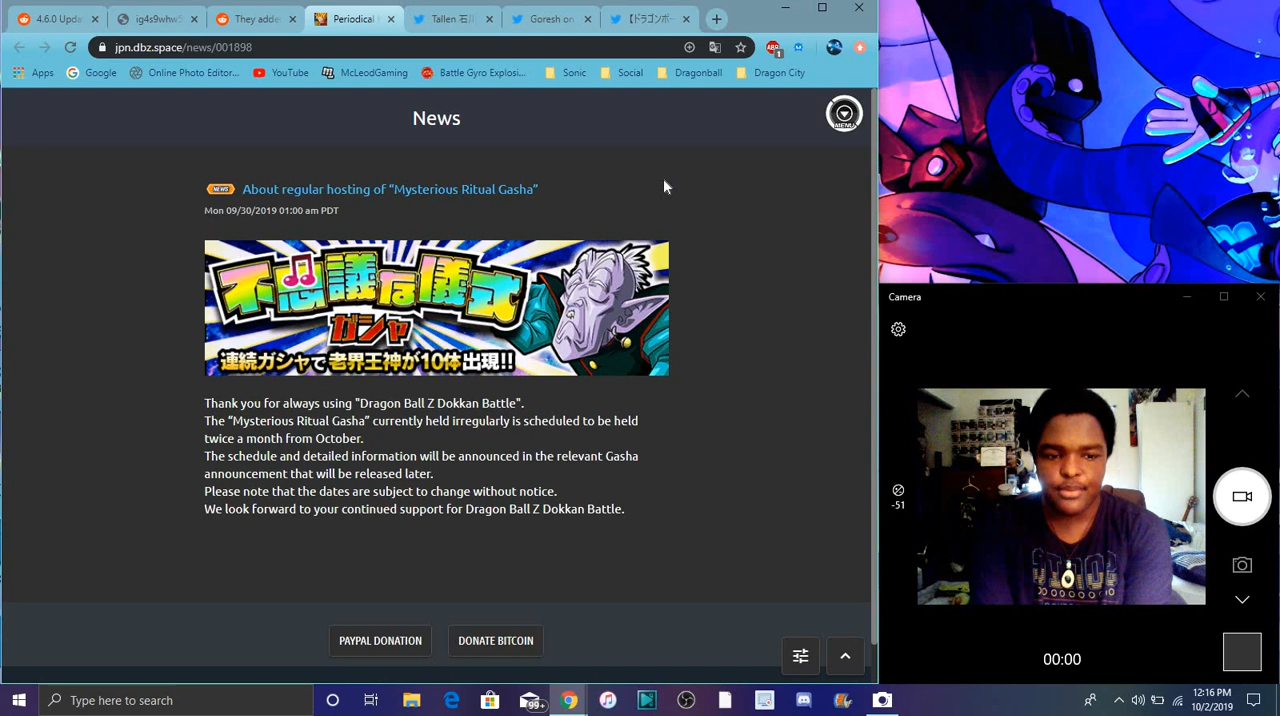 4.6.0 Upda
ig4s9whw5
They adde
Periodical
Tallen 石
Goresh on
【ドラゴンボー
jpn.dbz.space/news/001898
ABP
1
Apps
Google
Online Photo Editor...
YouTube
McLeodGaming
Battle Gyro Explosi...
Sonic
Social
Dragonball
Dragon City
News
MENU
NEWS
About regular hosting of “Mysterious Ritual Gasha”
Mon 09/30/2019 01:00 am PDT
不思議な儀式
ガシャ
連続ガシャで老界王神が10体出現!!
Thank you for always using "Dragon Ball Z Dokkan Battle".
The “Mysterious Ritual Gasha” currently held irregularly is scheduled to be held
twice a month from October.
The schedule and detailed information will be announced in the relevant Gasha
announcement that will be released later.
Please note that the dates are subject to change without notice.
We look forward to your continued support for Dragon Ball Z Dokkan Battle.
PAYPAL DONATION
DONATE BITCOIN
Camera
-51
00:00
Type here to search
99+
12:16 PM
10/2/2019